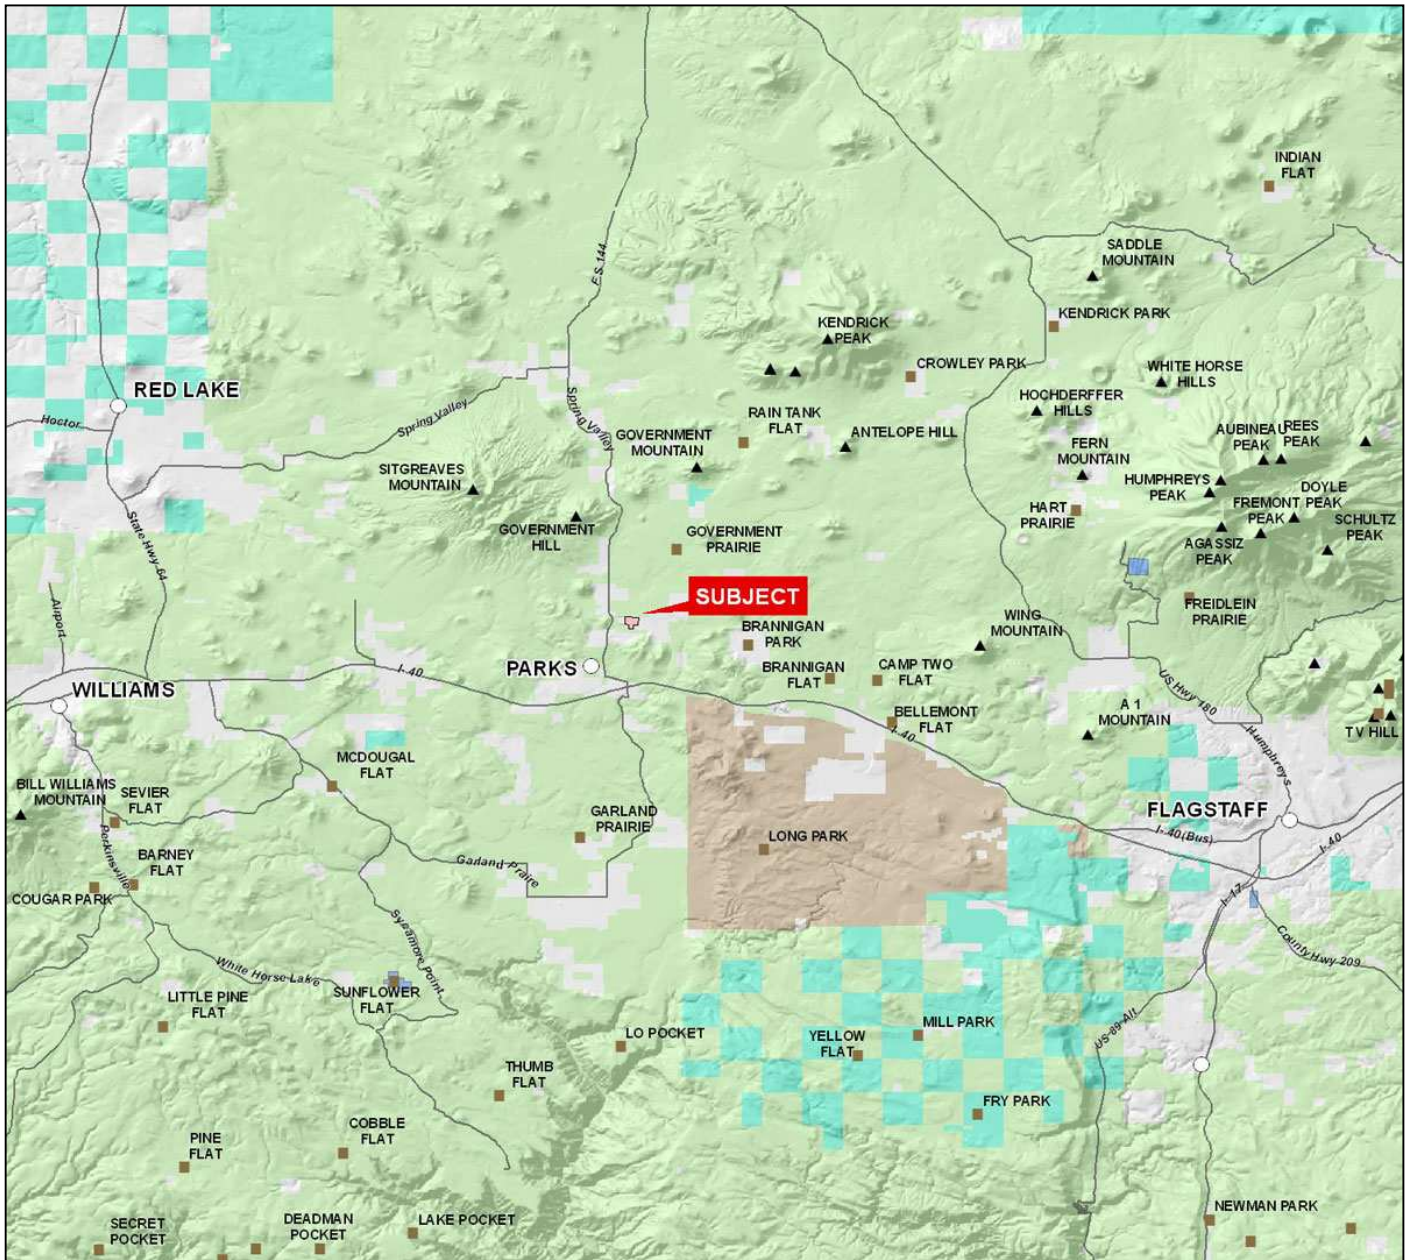 INDIAN
FLAT
SADDLE
MOUNTAIN
F.S. 144
KENDRICK PARK
KENDRICK
PEAK
CROWLEY PARK
WHITE HORSE
HILLS
RED LAKE
HOCHDERFFER
HILLS
Hoctor
Spring Valley
Spring Valley
RAIN TANK
FLAT
GOVERNMENT
MOUNTAIN
ANTELOPE HILL
AUBINEAU
PEAK
REES
PEAK
FERN
MOUNTAIN
SITGREAVES
MOUNTAIN
HUMPHREYS
PEAK
DOYLE
PEAK
FREMONT
PEAK
HART
PRAIRIE
SCHULTZ
PEAK
State Hwy 64
GOVERNMENT
HILL
GOVERNMENT
PRAIRIE
AGASSIZ
PEAK
SUBJECT
Airport
FREIDLEIN
PRAIRIE
WING
MOUNTAIN
BRANNIGAN
PARK
PARKS
I- 40
BRANNIGAN
FLAT
CAMP TWO
FLAT
WILLIAMS
US Hwy 180
A 1
MOUNTAIN
BELLEMONT
FLAT
I- 40
Humphreys
TV HILL
MCDOUGAL
FLAT
BILL WILLIAMS
MOUNTAIN
SEVIER
FLAT
GARLAND
PRAIRIE
FLAGSTAFF
LONG PARK
I- 40(Bus)
I- 40
Perkinsville
BARNEY
FLAT
Garland Prairie
COUGAR PARK
I- 17
Sycamore Point
County Hwy 209
White Horse Lake
SUNFLOWER
FLAT
LITTLE PINE
FLAT
LO POCKET
YELLOW
FLAT
MILL PARK
US-89 Alt
THUMB
FLAT
FRY PARK
COBBLE
FLAT
PINE
FLAT
SECRET
POCKET
DEADMAN
POCKET
LAKE POCKET
NEWMAN PARK